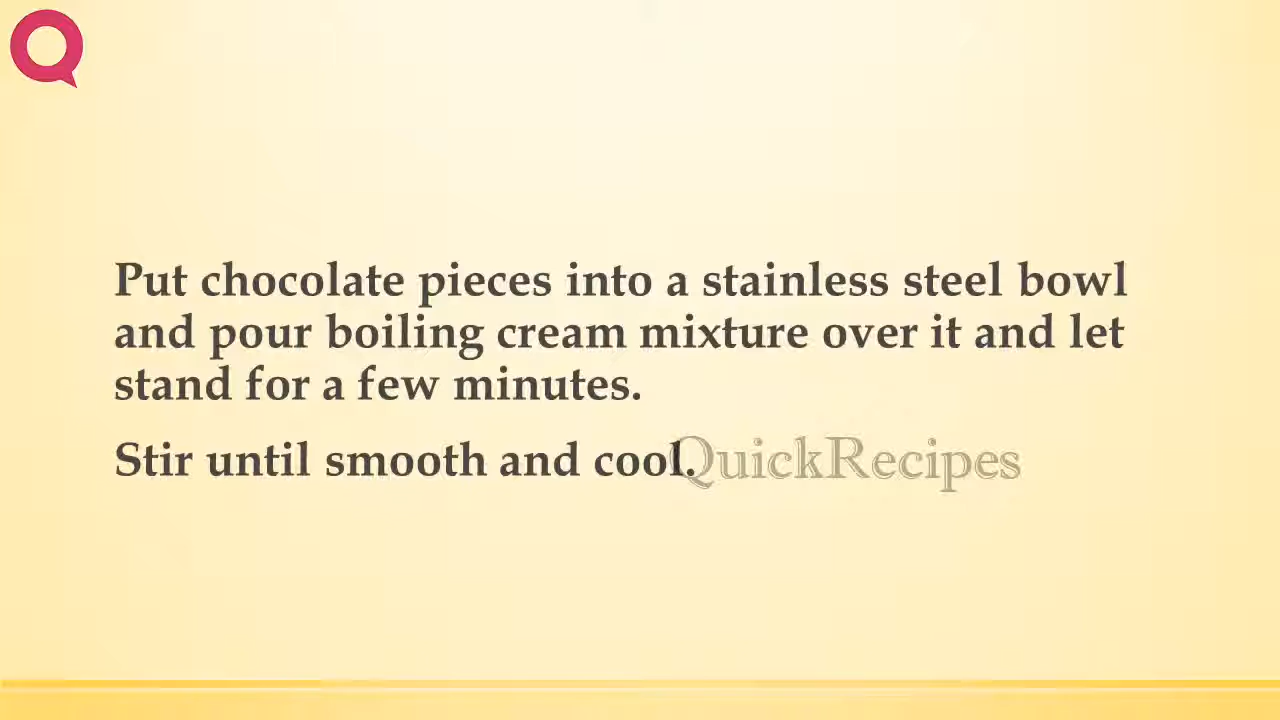 Put chocolate pieces into a stainless steel bowl
and pour boiling cream mixture over it and let
stand for a few minutes.
Stir until smooth and cool.
QuickRecipes